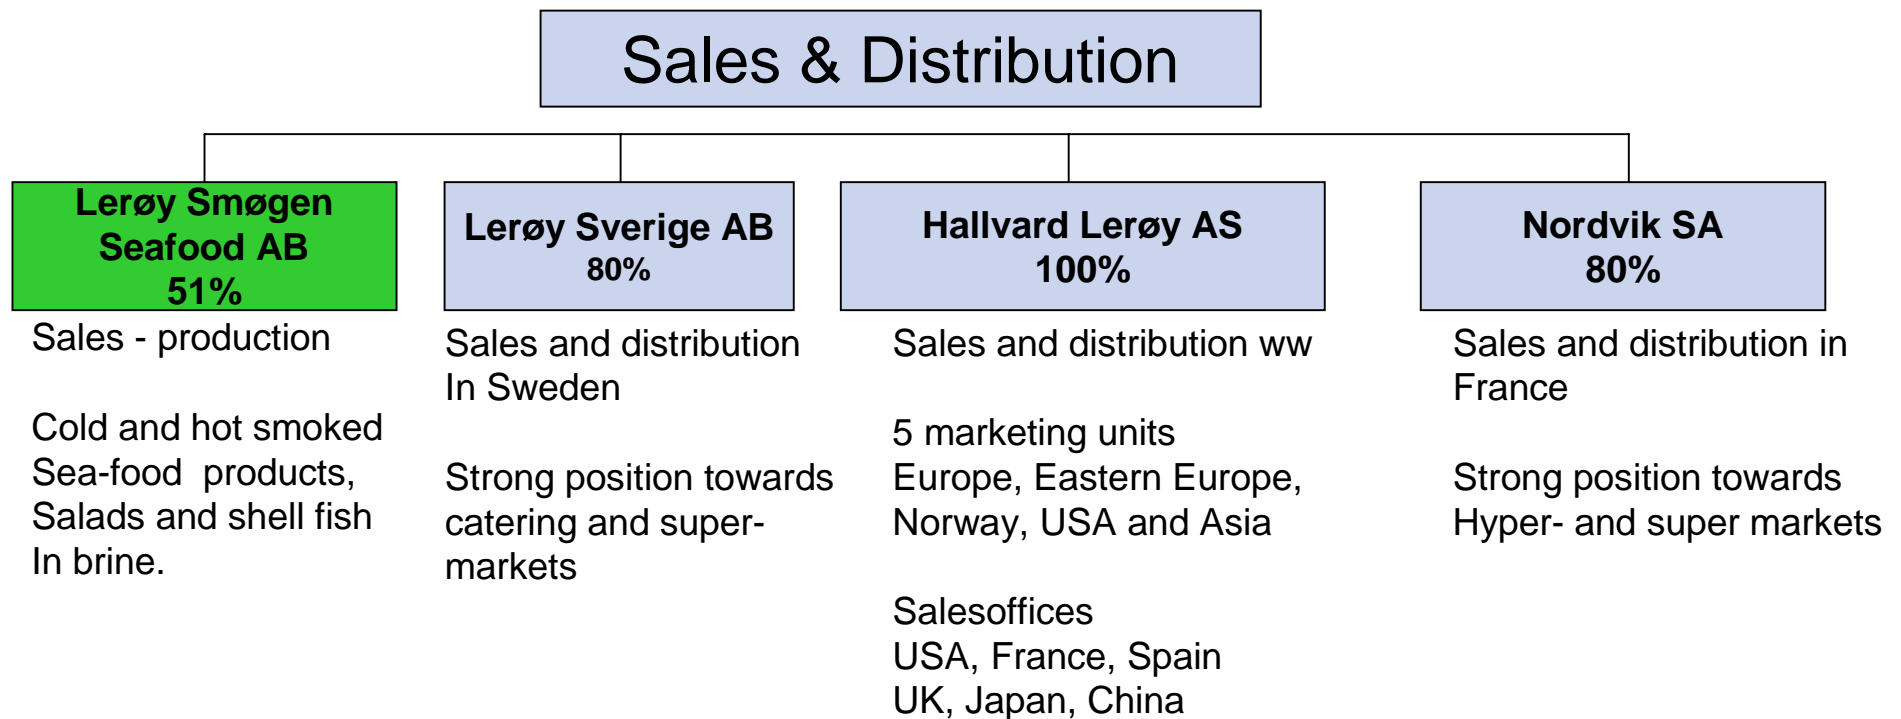 Sales & Distribution
Lerøy Smøgen
Seafood AB
51%
Sales - production
Cold and hot smoked
Sea-food  products,
Salads and shell fish
In brine.
Lerøy Sverige AB
80%
Sales and distribution
In Sweden
Strong position towards
catering and super-
markets
Hallvard Lerøy AS
100%
Sales and distribution ww
5 marketing units
Europe, Eastern Europe,
Norway, USA and Asia
Salesoffices
USA, France, Spain
UK, Japan, China
Nordvik SA
80%
Sales and distribution in
France
Strong position towards
Hyper- and super markets